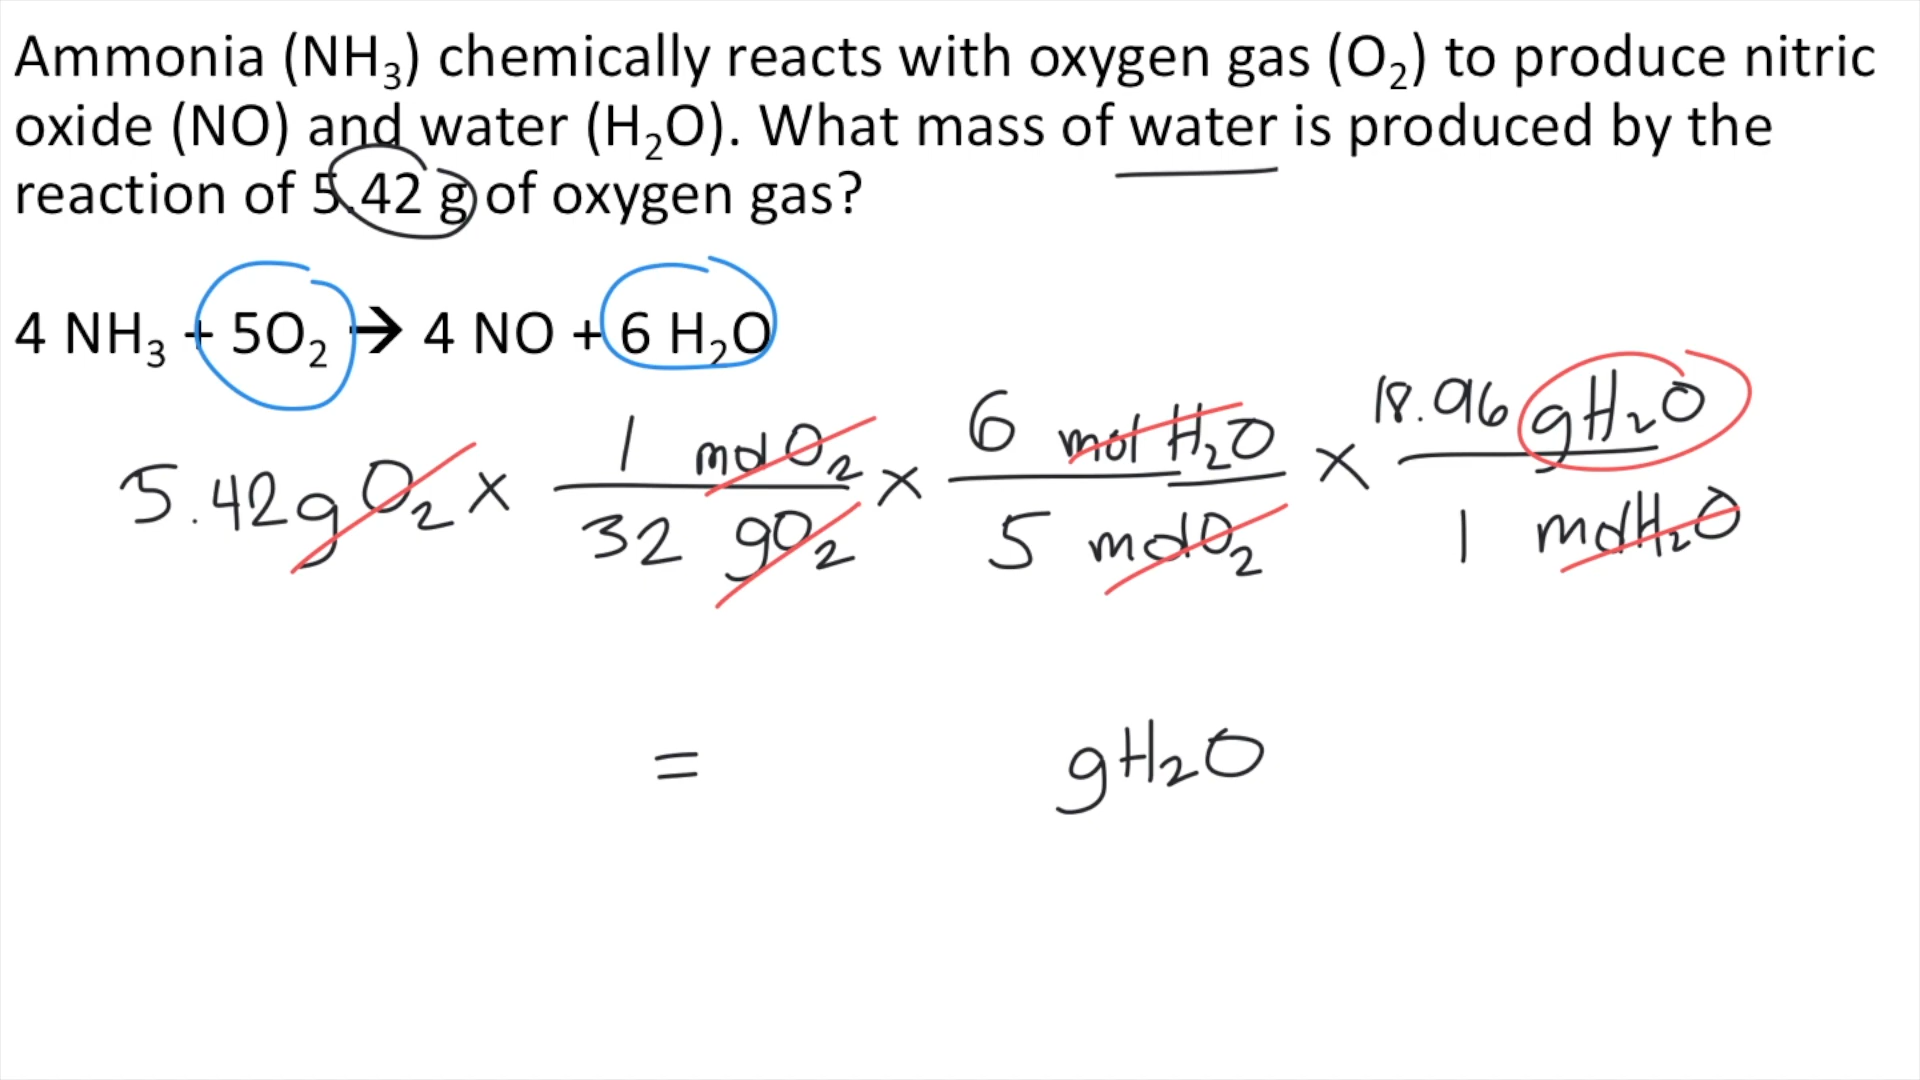 Ammonia (NH₃) chemically reacts with oxygen gas (O₂) to produce nitric
oxide (NO) and water (H₂O). What mass of water is produced by the
reaction of 5.42 g of oxygen gas?
4 NH₃ + 5O₂ → 4 NO + 6 H₂O
5.42 g O₂ × 1 mol O₂ / 32 g O₂ × 6 mol H₂O / 5 mol O₂ × 18.96 g H₂O / 1 mol H₂O
= g H₂O